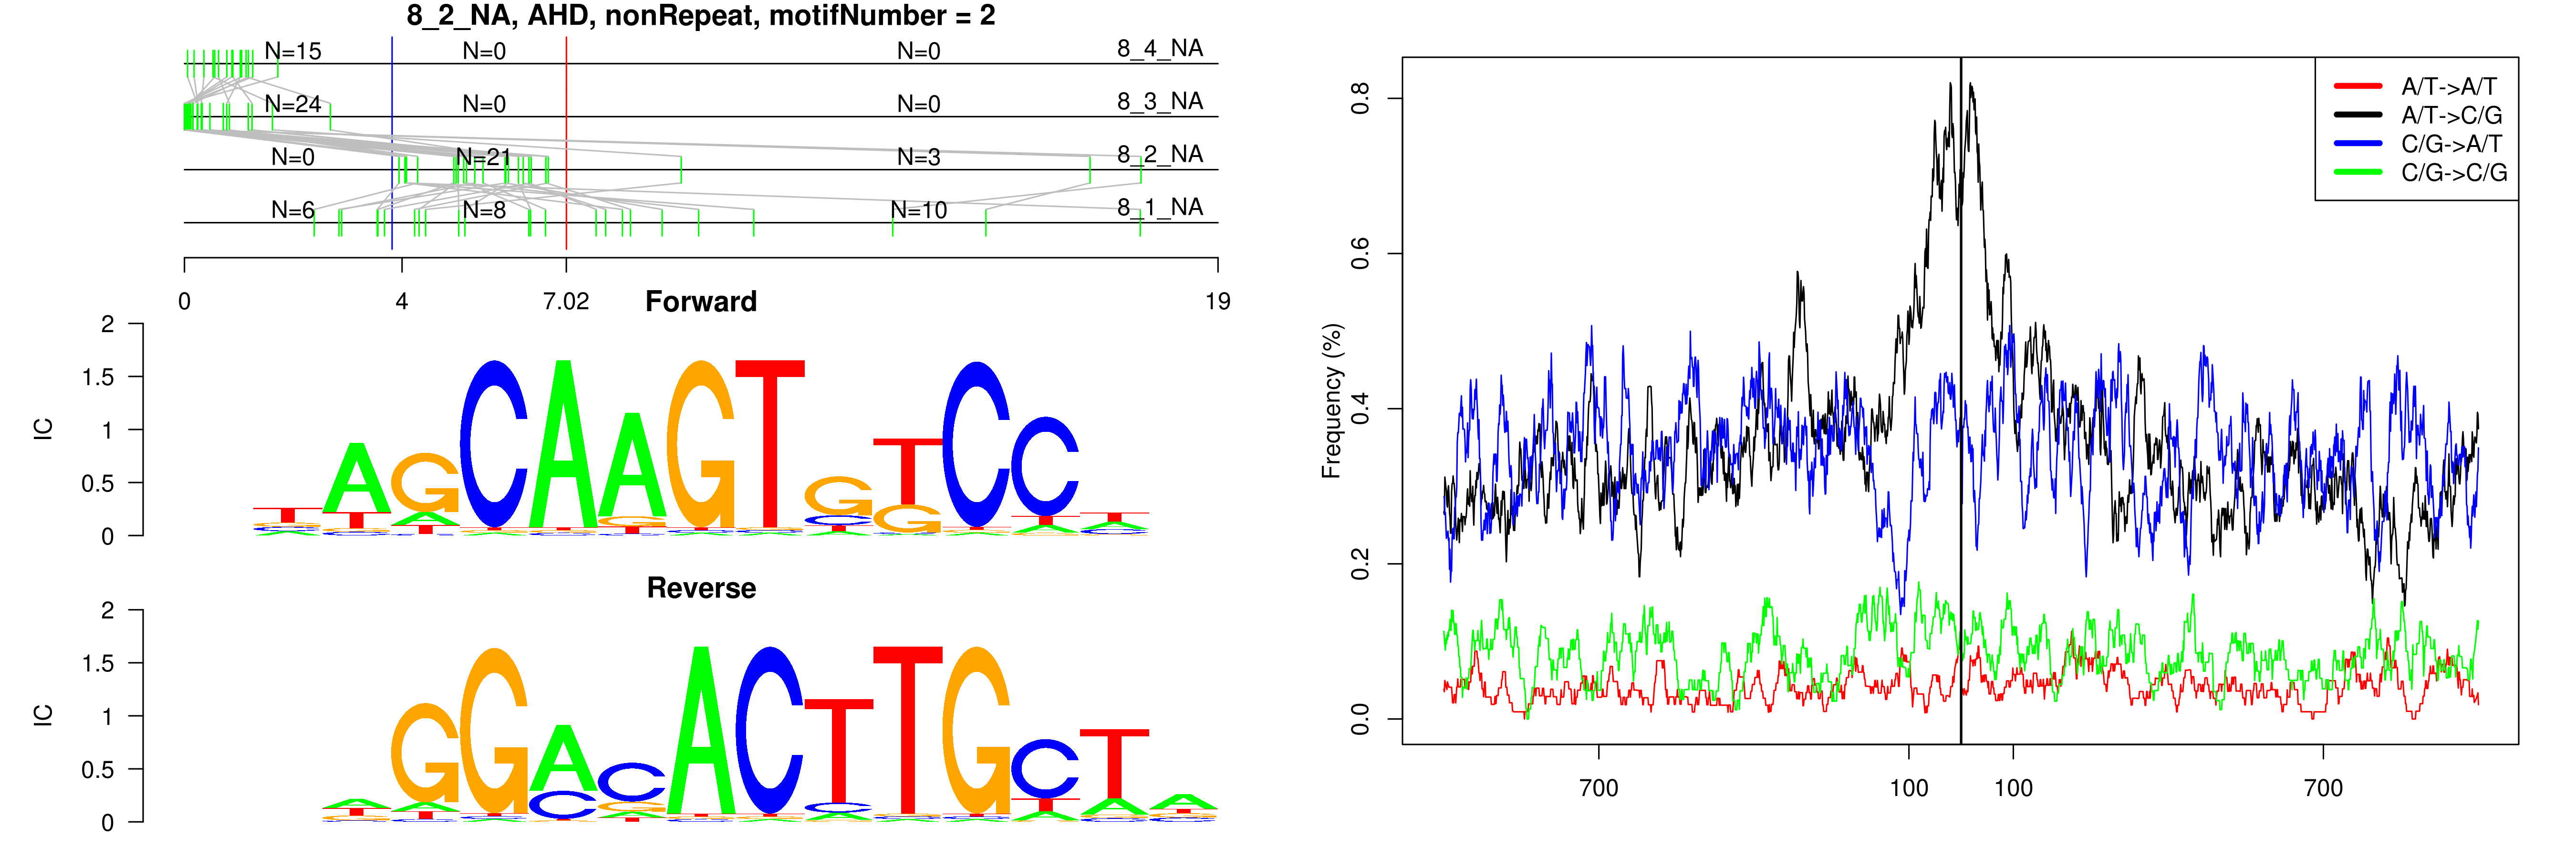 8_2_NA, AHD, nonRepeat, motifNumber = 2
N=15 N=0 N=0 8_4_NA
N=24 N=0 N=0 8_3_NA
N=0 N=21 N=3 8_2_NA
N=6 N=8 N=10 8_1_NA
0 4 7.02 19
Forward
IC
2
1.5
1
0.5
0
T A G C A A G T G T C C T
Reverse
IC
2
1.5
1
0.5
0
A G G A C A C T T G C T A
Frequency (%)
0.8
0.6
0.4
0.2
0.0
700 100 100 700
A/T->A/T
A/T->C/G
C/G->A/T
C/G->C/G